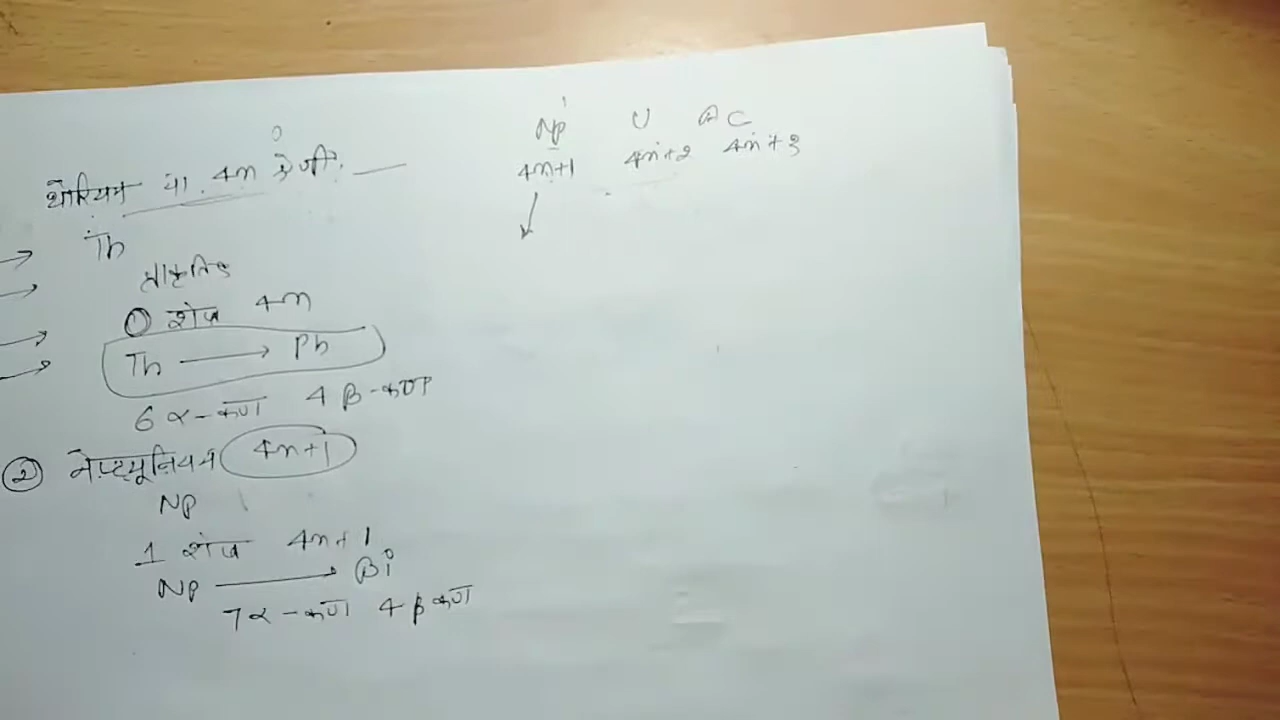 थोरियम या 4n श्रेणी
Th
प्राकृतिक
① शेष 4n
Th → Pb
6 α-कण 4 β-कण
② नेप्ट्यूनियम 4n+1
Np
1 शेष 4n+1
Np → Bi
7α-कण 4 β कण
Np U AC
4n+1 4n+2 4n+3